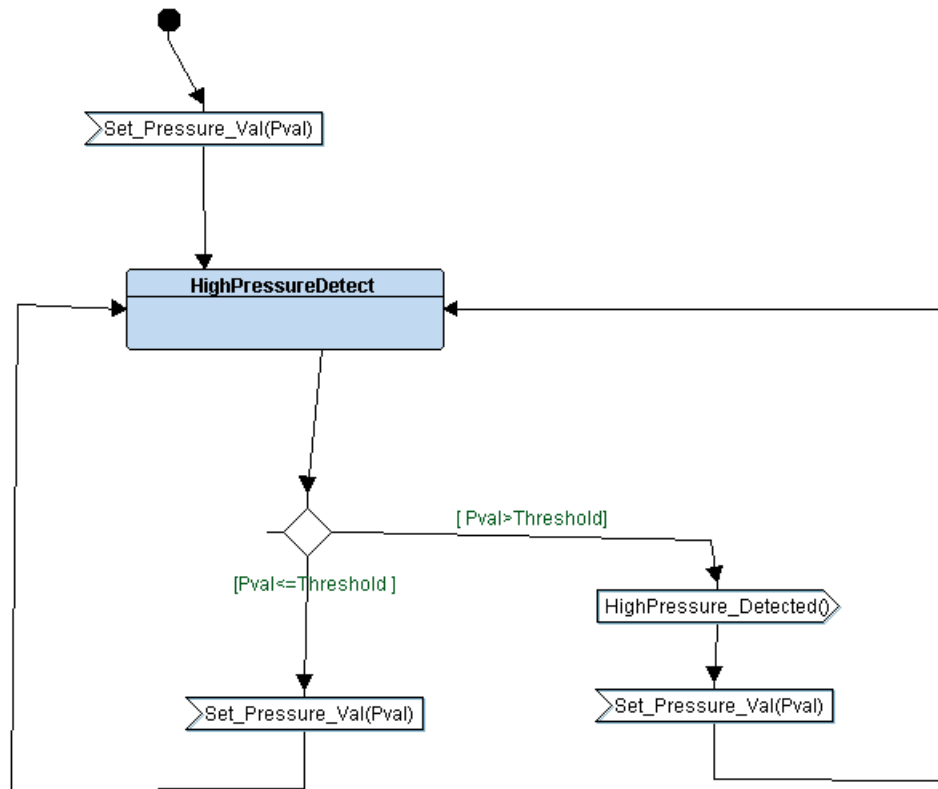 Set_Pressure_Val(Pval)
HighPressureDetect
[ Pval>Threshold]
[Pval<=Threshold ]
HighPressure_Detected()
Set_Pressure_Val(Pval)
Set_Pressure_Val(Pval)